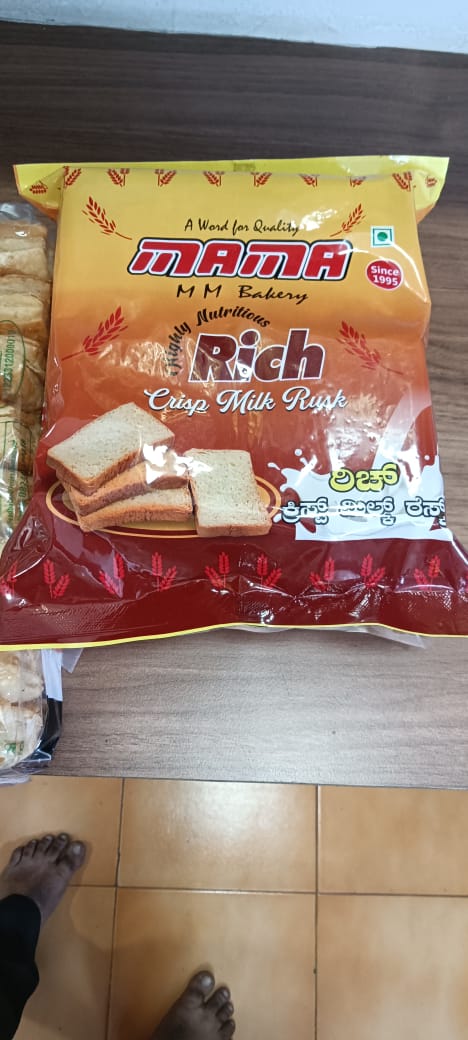 A Word for Quality
MAMA
M M Bakery
Since
1995
Highly Nutritious
Rich
Crisp Milk Rusk
ರಿಚ್
ಕ್ರಿಸ್ಪ್ ಮಿಲ್ಕ್ ರಸ್ಕ್